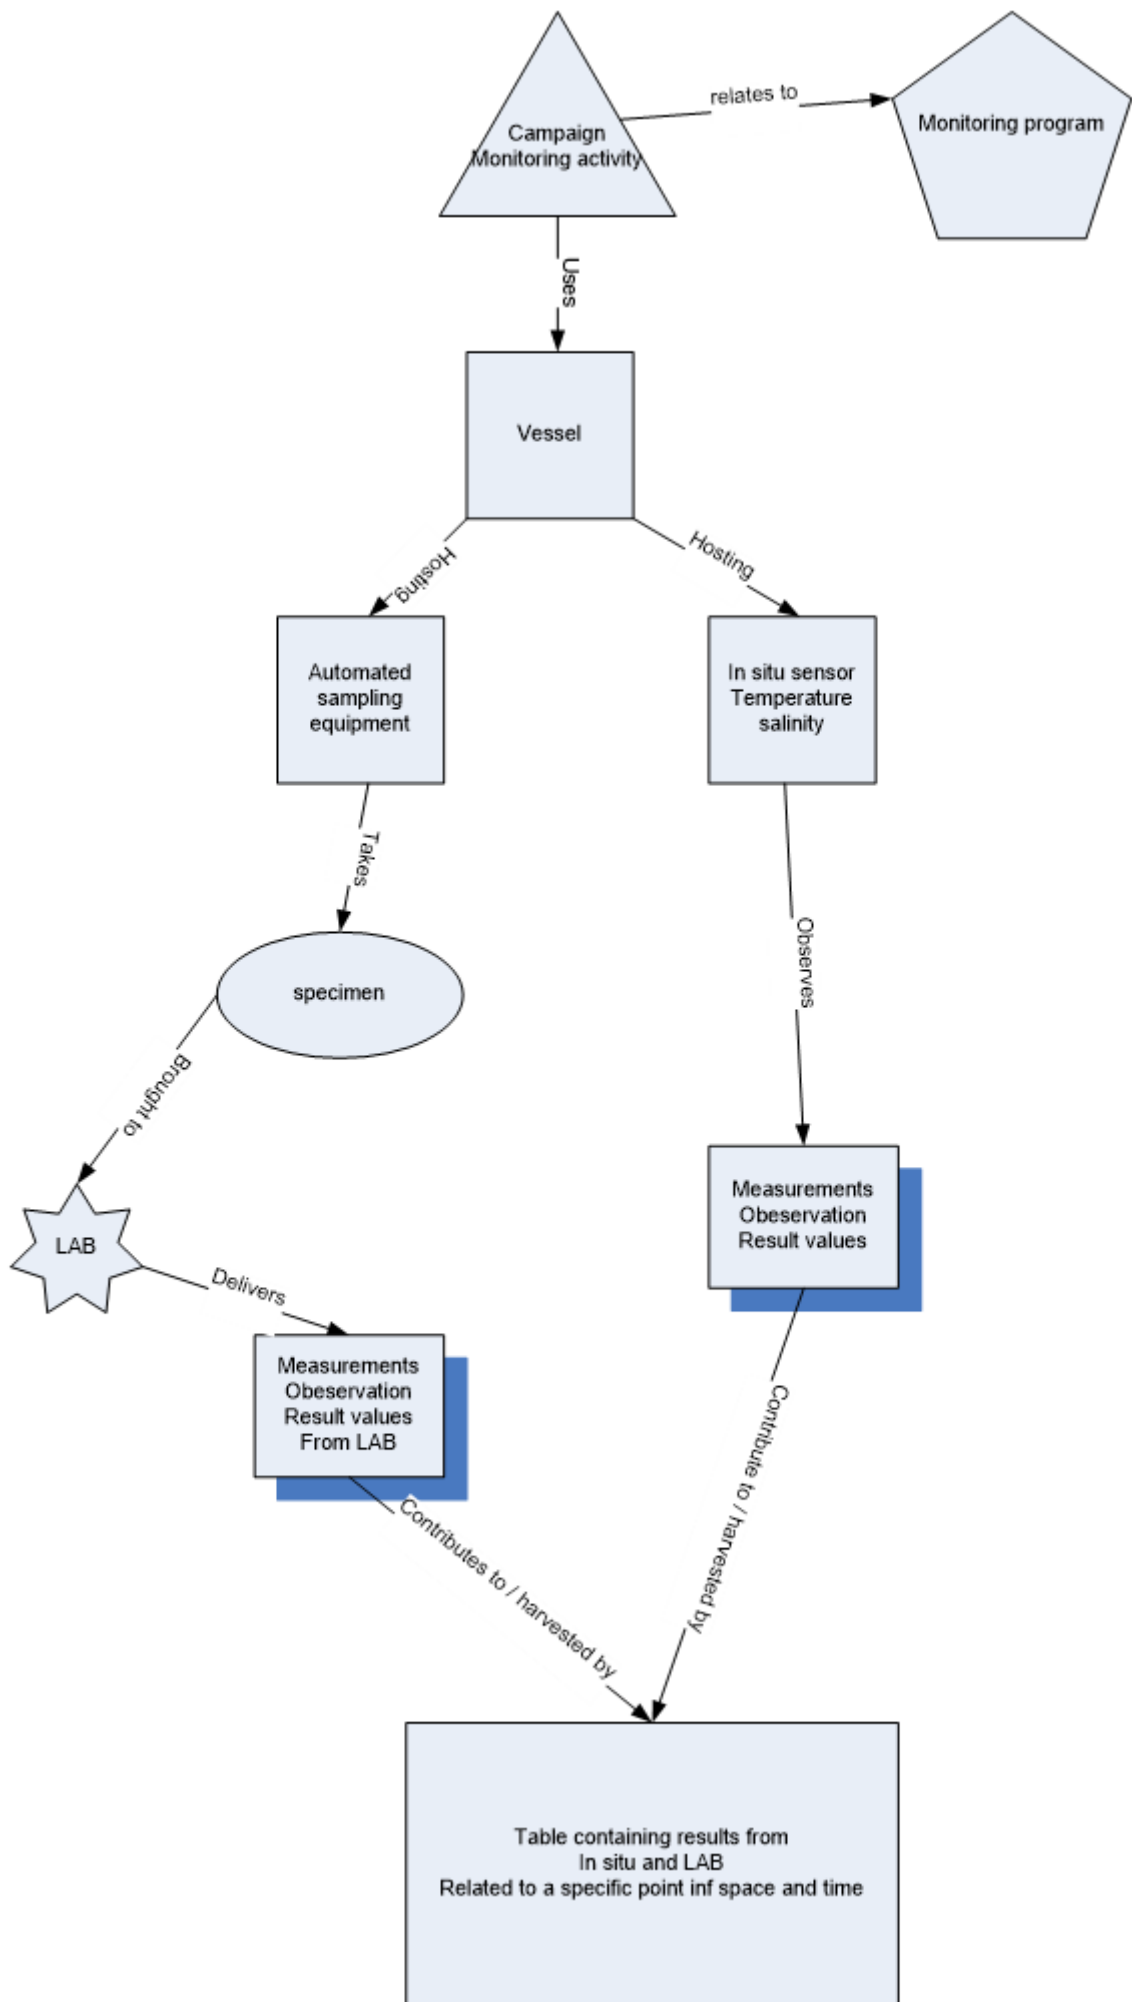 Campaign
Monitoring activity
relates to
Monitoring program
Uses
Vessel
Hosting
Hosting
Automated
sampling
equipment
In situ sensor
Temperature
salinity
Takes
Observes
specimen
Brought to
LAB
Delivers
Measurements
Obeservation
Result values
Measurements
Obeservation
Result values
From LAB
Contributes to / harvested by
Contribute to / harvested by
Table containing results from
In situ and LAB
Related to a specific point inf space and time